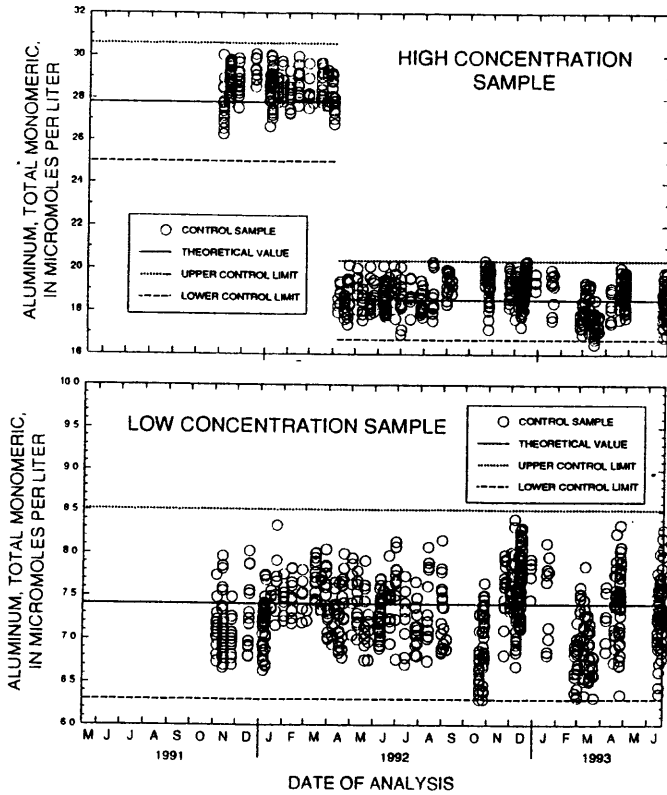 32
30
28
26
24
22
20
18
16
ALUMINUM, TOTAL MONOMERIC,
IN MICROMOLES PER LITER
HIGH CONCENTRATION
SAMPLE
CONTROL SAMPLE
THEORETICAL VALUE
UPPER CONTROL LIMIT
LOWER CONTROL LIMIT
10 0
9 5
9 0
8 5
8 0
7.5
7.0
6 5
6 0
ALUMINUM, TOTAL MONOMERIC,
IN MICROMOLES PER LITER
LOW CONCENTRATION SAMPLE
CONTROL SAMPLE
THEORETICAL VALUE
UPPER CONTROL LIMIT
LOWER CONTROL LIMIT
M J J A S O N D J F M A M J J A S O N D J F M A M J
1991 1992 1993
DATE OF ANALYSIS